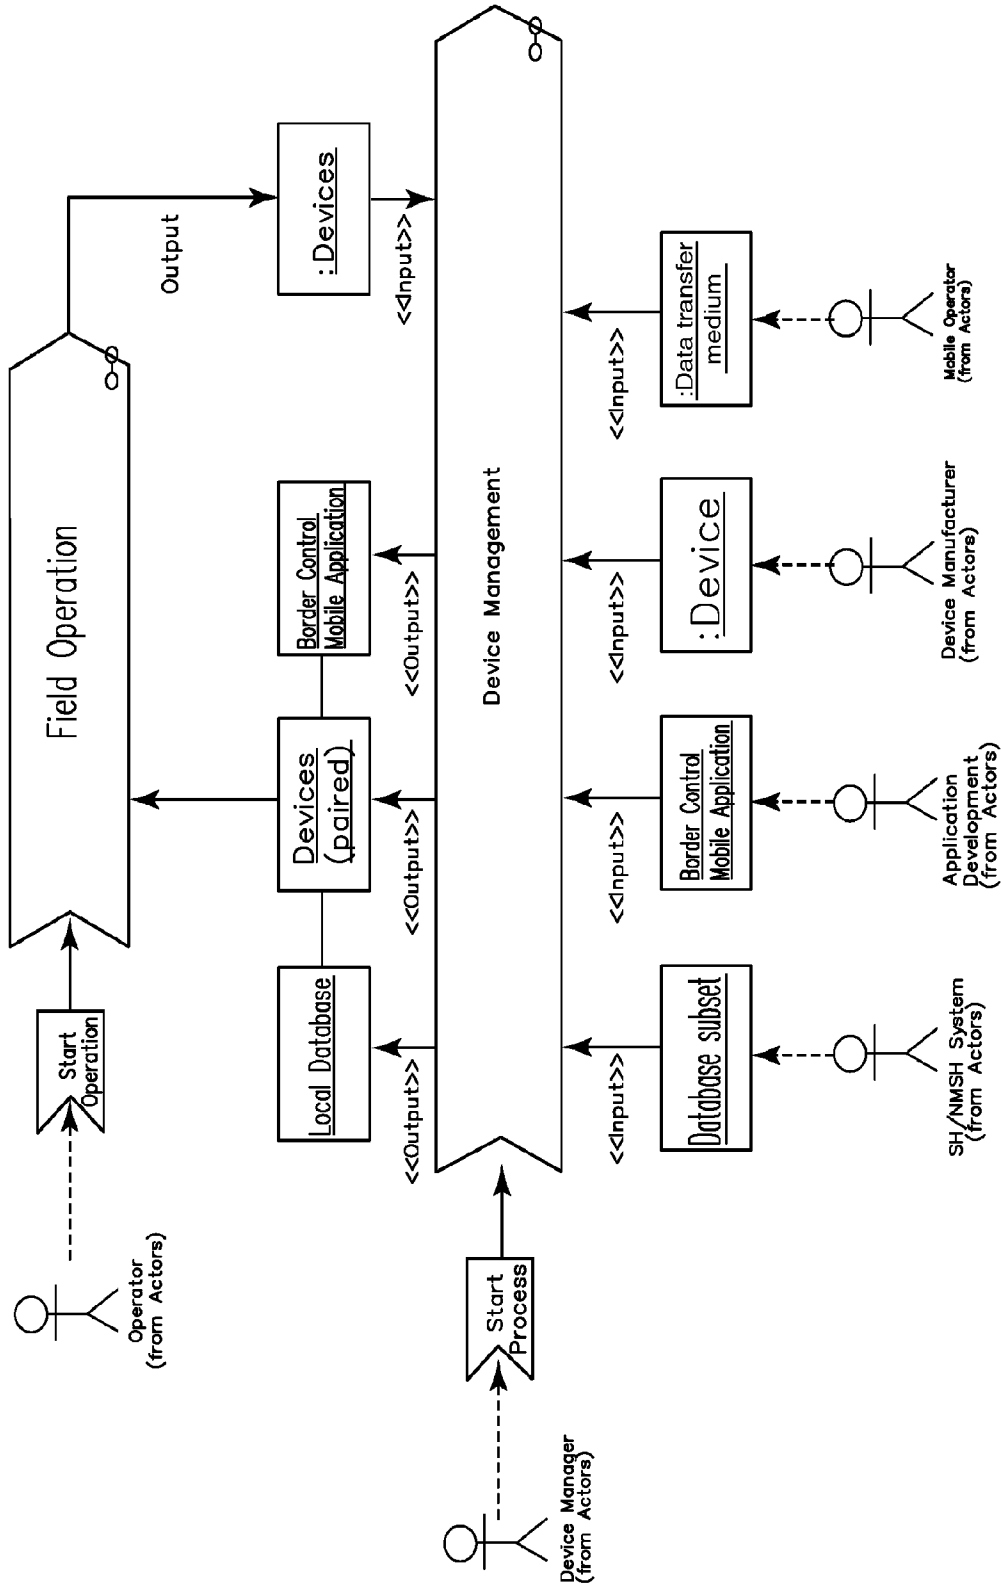 Operator
(from Actors)
Start
Operation
Field Operation
Output
Local Database
Devices
(paired)
Border Control
Mobile Application
:Devices
<<Output>>
<<Output>>
<<Output>>
<<Input>>
Device Manager
(from Actors)
Start
Process
Device Management
<<Input>>
<<Input>>
<<Input>>
<<Input>>
Database subset
Border Control
Mobile Application
:Device
:Data transfer
medium
SH/NMSH System
(from Actors)
Application
Development
(from Actors)
Device Manufacturer
(from Actors)
Mobile Operator
(from Actors)